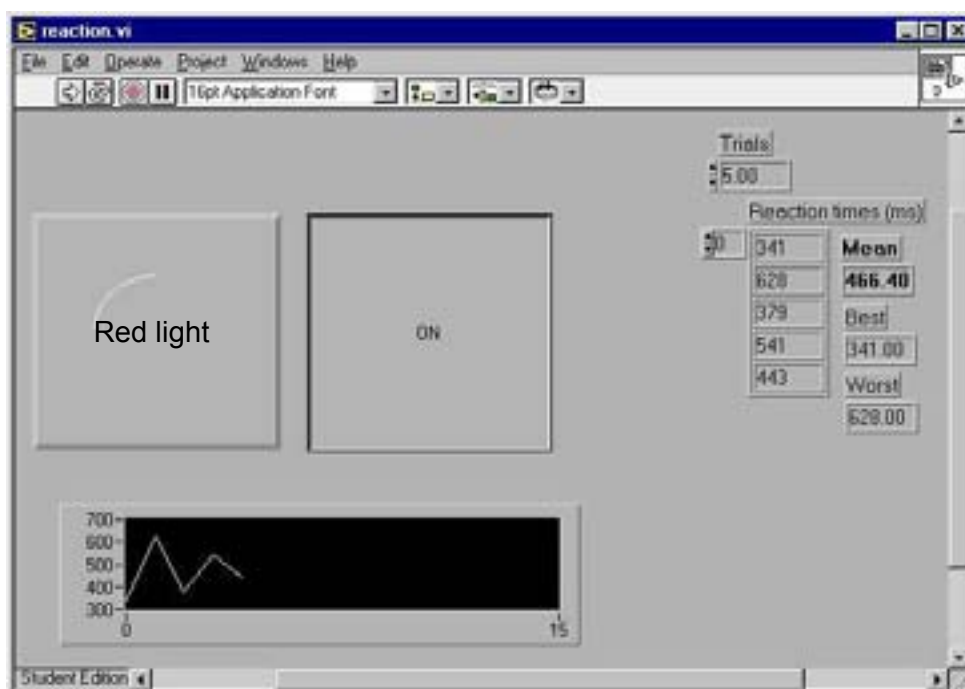 reaction.vi
File Edit Operate Project Windows Help
16pt Application Font
Trials
5.00
Reaction times (ms)
0
341
628
379
541
443
Mean
466.40
Best
341.00
Worst
628.00
Red light
ON
700
600
500
400
300
0
15
Student Edition